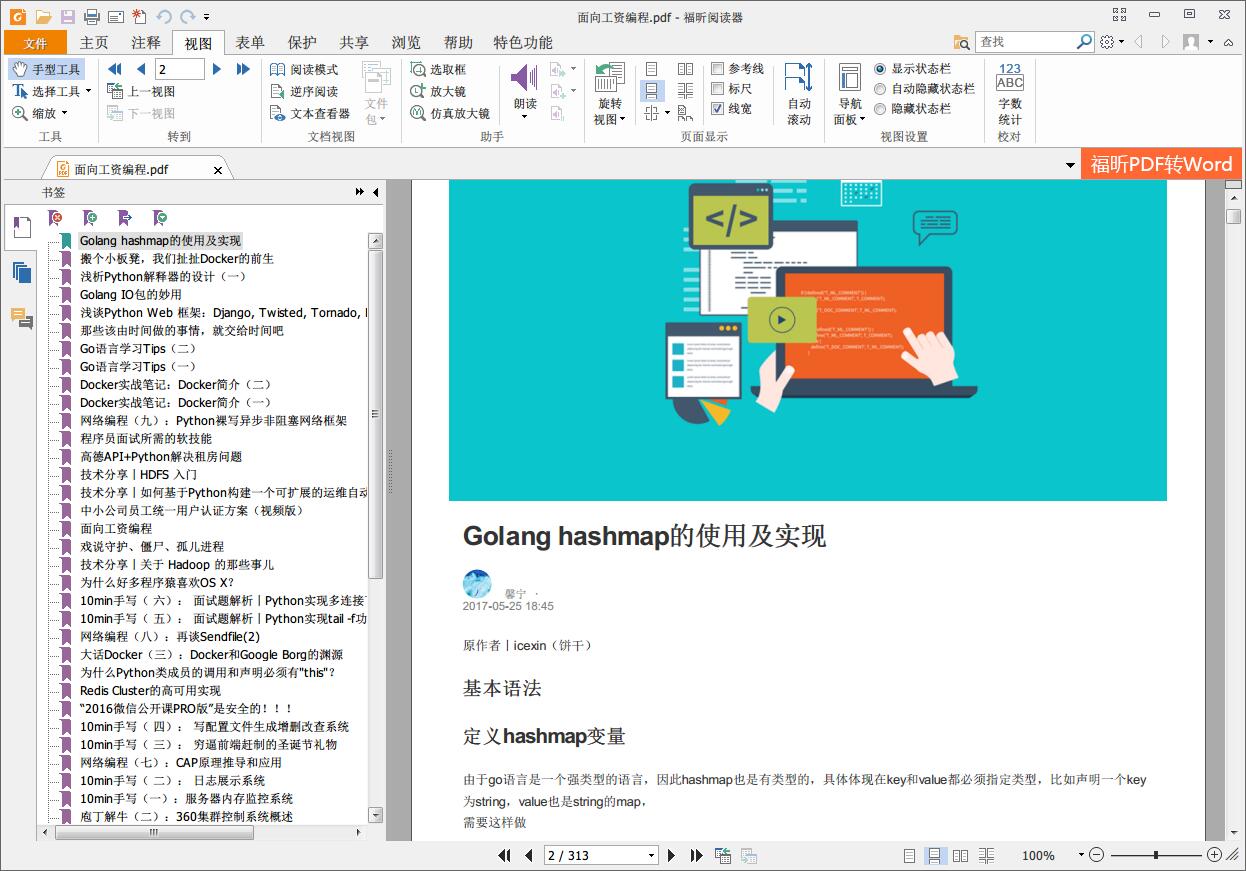 面向工资编程.pdf - 福昕阅读器
文件 主页 注释 视图 表单 保护 共享 浏览 帮助 特色功能 查找
手型工具
选择工具
缩放
工具
2
上一视图
下一视图
转到
阅读模式
逆序阅读
文本查看器
文件包
文档视图
选取框
放大镜
仿真放大镜
朗读
助手
旋转视图
参考线
标尺
线宽
页面显示
自动滚动
导航面板
显示状态栏
自动隐藏状态栏
隐藏状态栏
视图设置
123
ABC
字数统计
校对
面向工资编程.pdf
福昕PDF转Word
书签
Golang hashmap的使用及实现
搬个小板凳，我们扯扯Docker的前生
浅析Python解释器的设计（一）
Golang IO包的妙用
浅谈Python Web 框架：Django, Twisted, Tornado,
那些该由时间做的事情，就交给时间吧
Go语言学习Tips（二）
Go语言学习Tips（一）
Docker实战笔记：Docker简介（二）
Docker实战笔记：Docker简介（一）
网络编程（九）：Python裸写异步非阻塞网络框架
程序员面试所需的软技能
高德API+Python解决租房问题
技术分享丨HDFS 入门
技术分享丨如何基于Python构建一个可扩展的运维自动
中小公司员工统一用户认证方案（视频版）
面向工资编程
戏说守护、僵尸、孤儿进程
技术分享丨关于 Hadoop 的那些事儿
为什么好多程序猿喜欢OS X？
10min手写（ 六）： 面试题解析丨Python实现多连接
10min手写（ 五）： 面试题解析丨Python实现tail -f功
网络编程（八）：再谈Sendfile(2)
大话Docker（三）：Docker和Google Borg的渊源
为什么Python类成员的调用和声明必须有"this"？
Redis Cluster的高可用实现
“2016微信公开课PRO版”是安全的！！！
10min手写（ 四）： 写配置文件生成增删改查系统
10min手写（ 三）： 穷逼前端赶制的圣诞节礼物
网络编程（七）：CAP原理推导和应用
10min手写（ 二）： 日志展示系统
10min手写（一）：服务器内存监控系统
庖丁解牛（二）：360集群控制系统概述
</>
Golang hashmap的使用及实现
馨宁 ·
2017-05-25 18:45
原作者丨icexin（饼干）
基本语法
定义hashmap变量
由于go语言是一个强类型的语言，因此hashmap也是有类型的，具体体现在key和value都必须指定类型，比如声明一个key
为string，value也是string的map，
需要这样做
2 / 313
100%